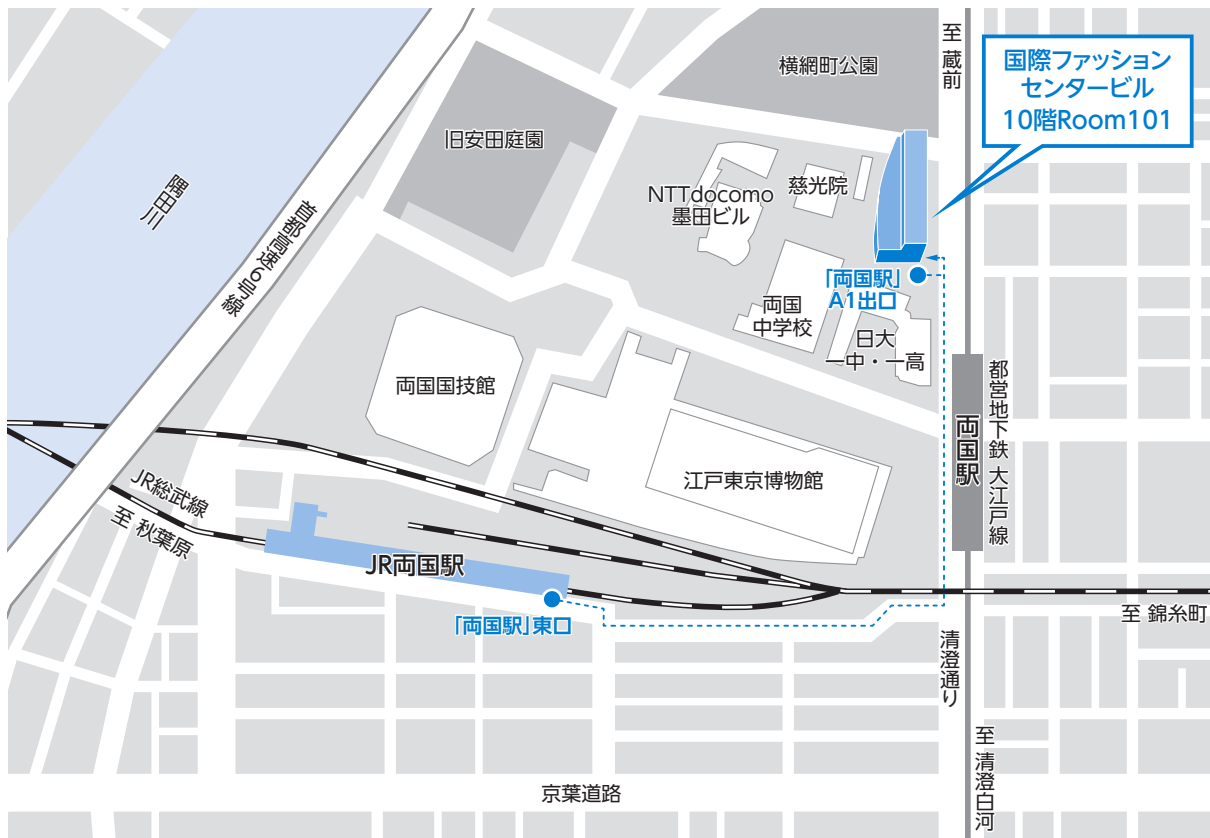 至 蔵前
国際ファッション
センタービル
10階Room101
横網町公園
旧安田庭園
隅田川
首都高速6号線
NTTdocomo
墨田ビル
慈光院
「両国駅」
A1出口
両国
中学校
日大
一中・一高
両国国技館
江戸東京博物館
両国駅
都営地下鉄 大江戸線
JR総武線
至 秋葉原
JR両国駅
「両国駅」東口
至 錦糸町
清澄通り
至 清澄白河
京葉道路